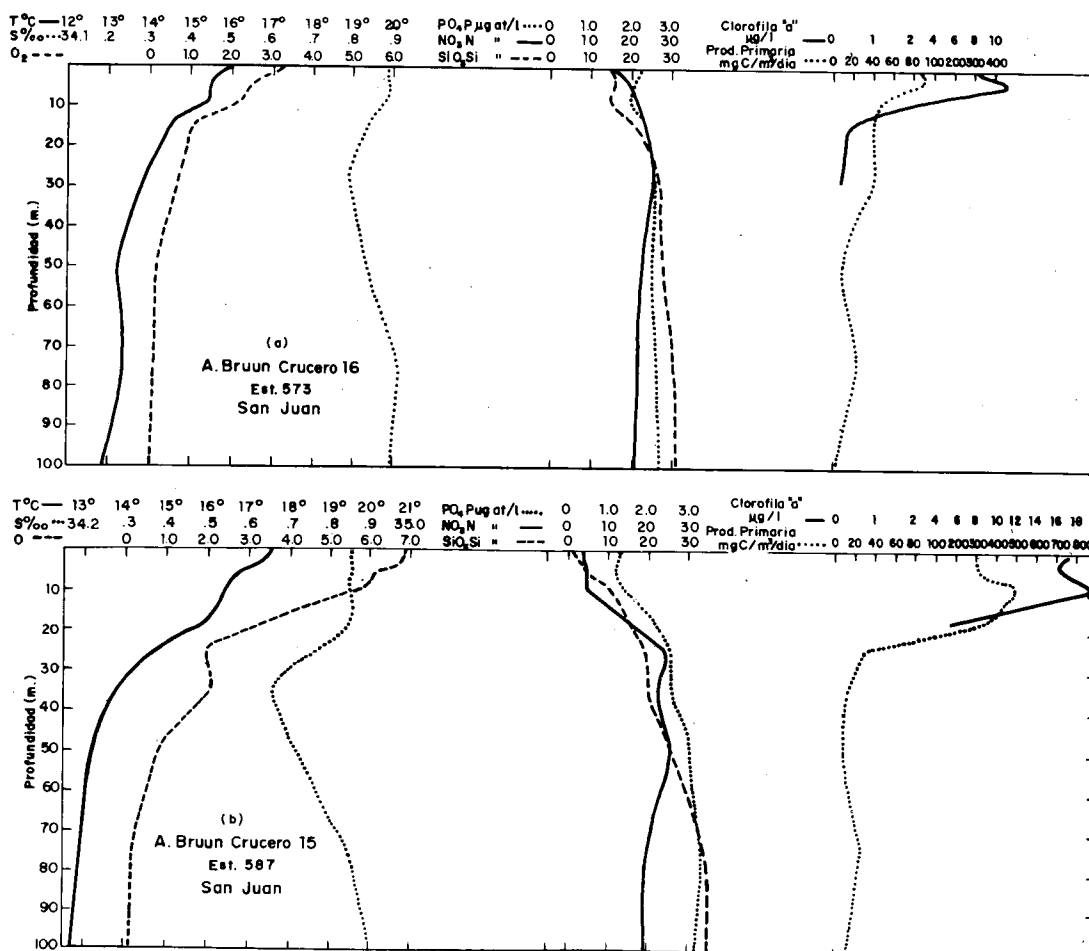 T°C — 12° 13° 14° 15° 16° 17° 18° 19° 20° PO4P µg at/l ....0 1.0 2.0 3.0 Clorofila "a"
S‰ ···34.1 .2 .3 .4 .5 .6 .7 .8 .9 NO3N " — 0 10 20 30 µg/l — 0 1 2 4 6 8 10
O2 --- 0 1.0 2.0 3.0 4.0 5.0 6.0 SiO3Si " --- 0 10 20 30 Prod. Primaria
mg C/m³/dia ····· 0 20 40 60 80 100 200 300 400
Profundidad (m.)
10
20
30
40
50
60
70
80
90
100
(a)
A. Bruun Crucero 16
Est. 573
San Juan
T°C — 13° 14° 15° 16° 17° 18° 19° 20° 21° PO4P µg at/l ..... 0 1.0 2.0 3.0 Clorofila "a"
S‰ ···34.2 .3 .4 .5 .6 .7 .8 .9 35.0 NO3N " — 0 10 20 30 µg/l — 0 1 2 4 6 8 10 12 14 16 18
O --- 0 1.0 2.0 3.0 4.0 5.0 6.0 7.0 SiO3Si " --- 0 10 20 30 Prod. Primaria
mg C/m³/dia ······ 0 20 40 60 80 100 200 300 400 500 600 700 800
Profundidad (m.)
10
20
30
40
50
60
70
80
90
100
(b)
A. Bruun Crucero 15
Est. 587
San Juan